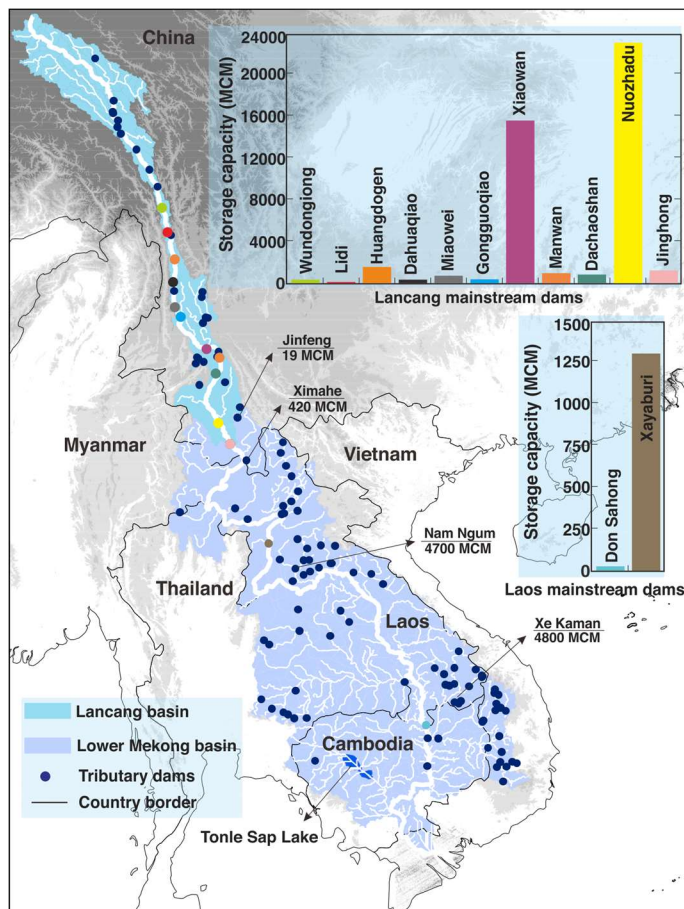 China
Storage capacity (MCM)
24000
20000
16000
12000
8000
4000
0
Wundongiong
Lidi
Huangdogen
Dahuaqiao
Miaowei
Gongguoqiao
Xiaowan
Manwan
Dachaoshan
Nuozhadu
Jinghong
Lancang mainstream dams
Jinfeng
19 MCM
Ximahe
420 MCM
Storage capacity (MCM)
1500
1250
1000
750
500
250
0
Don Sahong
Xayaburi
Laos mainstream dams
Myanmar
Vietnam
Nam Ngum
4700 MCM
Thailand
Laos
Xe Kaman
4800 MCM
Lancang basin
Lower Mekong basin
Tributary dams
Country border
Cambodia
Tonle Sap Lake